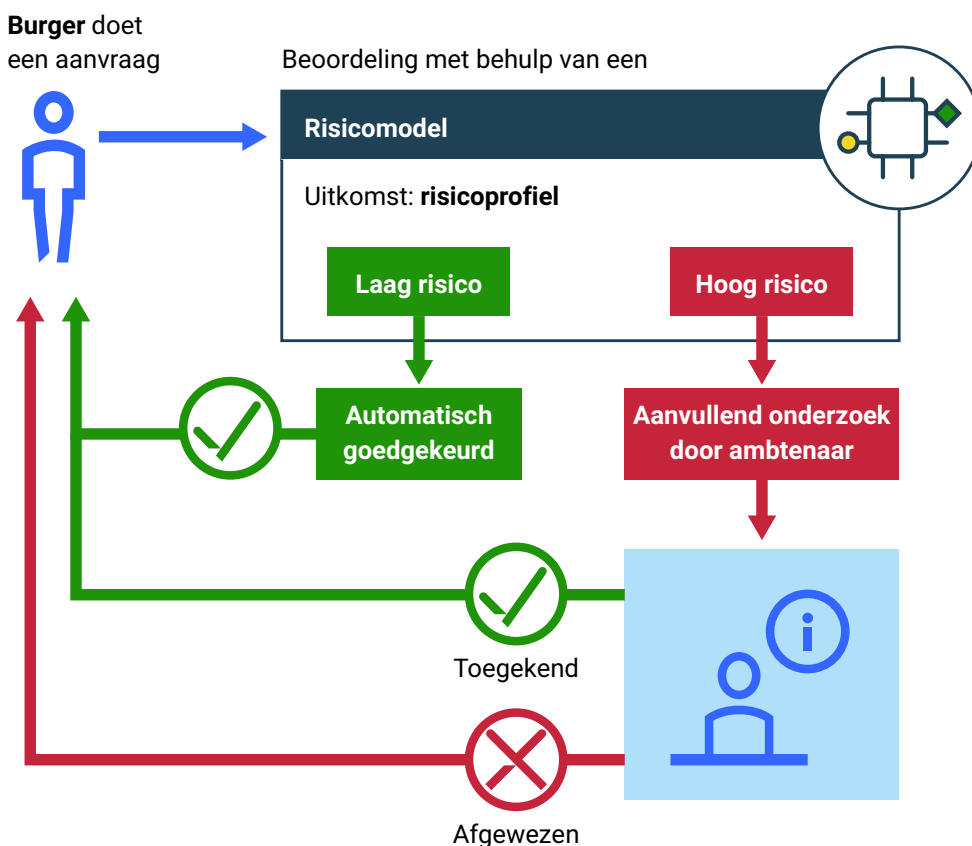 Burger doet
een aanvraag
Beoordeling met behulp van een
Risicomodel
Uitkomst: risicoprofiel
Laag risico
Hoog risico
Automatisch
goedgekeurd
Aanvullend onderzoek
door ambtenaar
i
Toegekend
Afgewezen